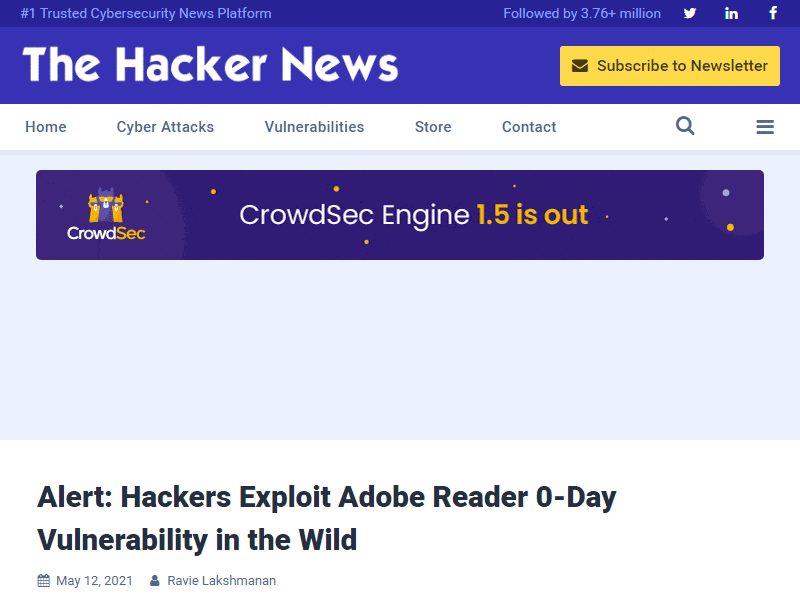 #1 Trusted Cybersecurity News Platform
Followed by 3.76+ million
The Hacker News
Subscribe to Newsletter
Home Cyber Attacks Vulnerabilities Store Contact
CrowdSec
CrowdSec Engine 1.5 is out
Alert: Hackers Exploit Adobe Reader 0-Day
Vulnerability in the Wild
May 12, 2021 Ravie Lakshmanan